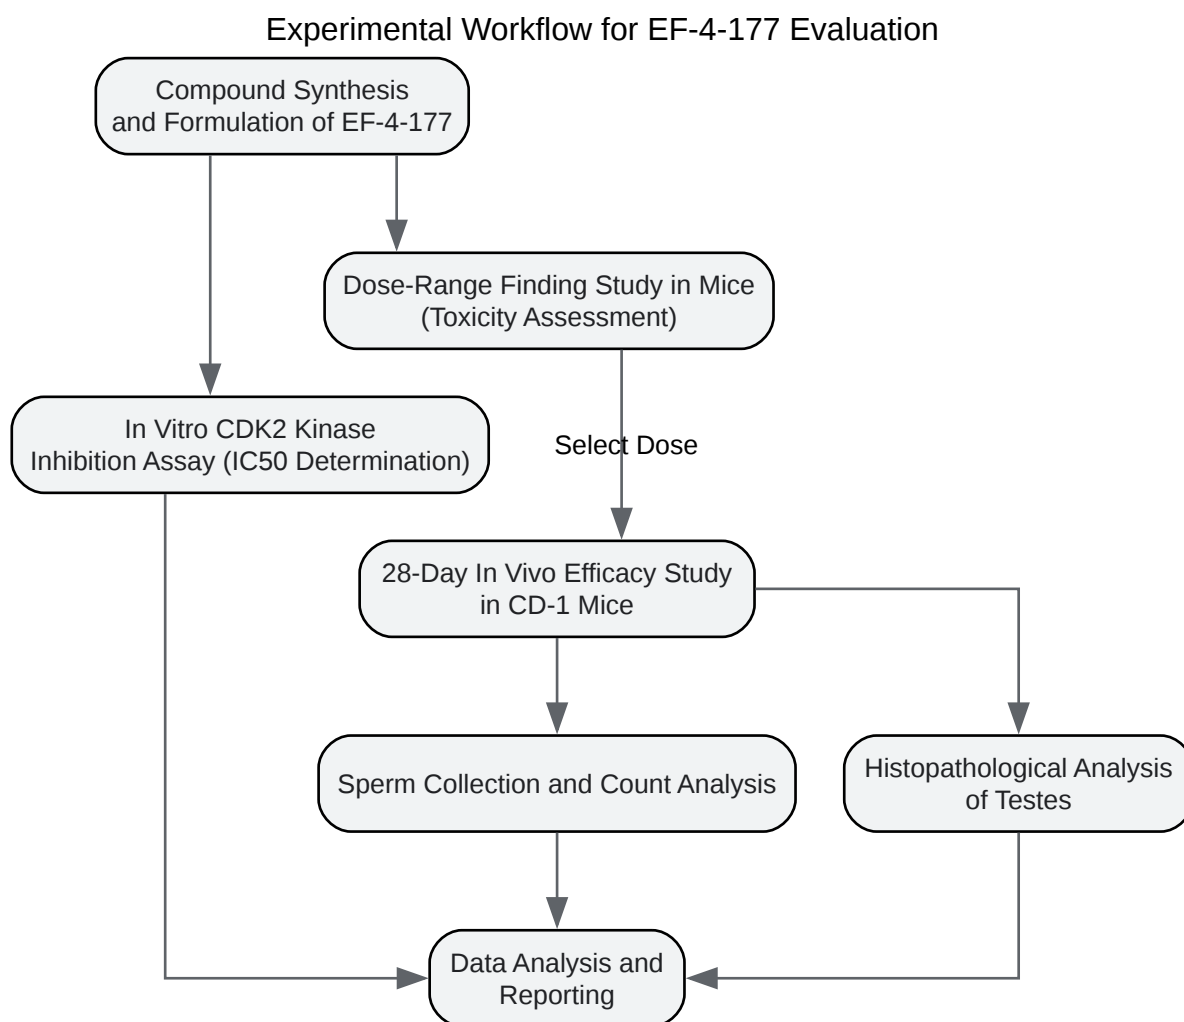 Experimental Workflow for EF-4-177 Evaluation
Compound Synthesis
and Formulation of EF-4-177
Dose-Range Finding Study in Mice
(Toxicity Assessment)
In Vitro CDK2 Kinase
Inhibition Assay (IC50 Determination)
Select Dose
28-Day In Vivo Efficacy Study
in CD-1 Mice
Sperm Collection and Count Analysis
Histopathological Analysis
of Testes
Data Analysis and
Reporting